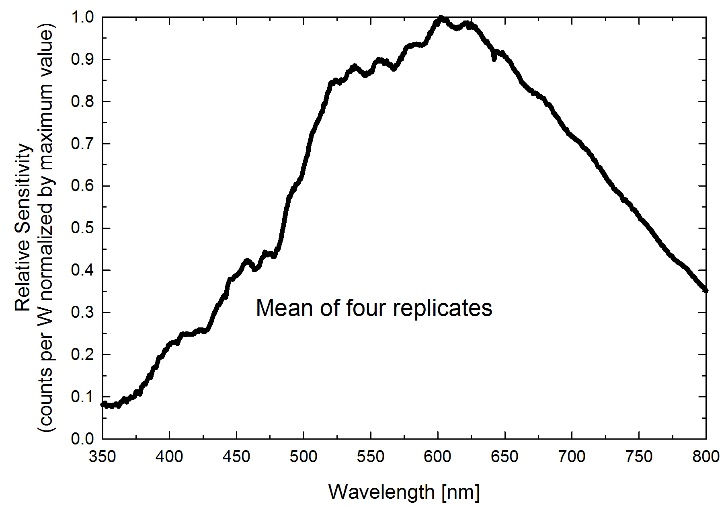 Relative Sensitivity
(counts per W normalized by maximum value)
1.0
0.9
0.8
0.7
0.6
0.5
0.4
0.3
0.2
0.1
0.0
Mean of four replicates
350 400 450 500 550 600 650 700 750 800
Wavelength [nm]